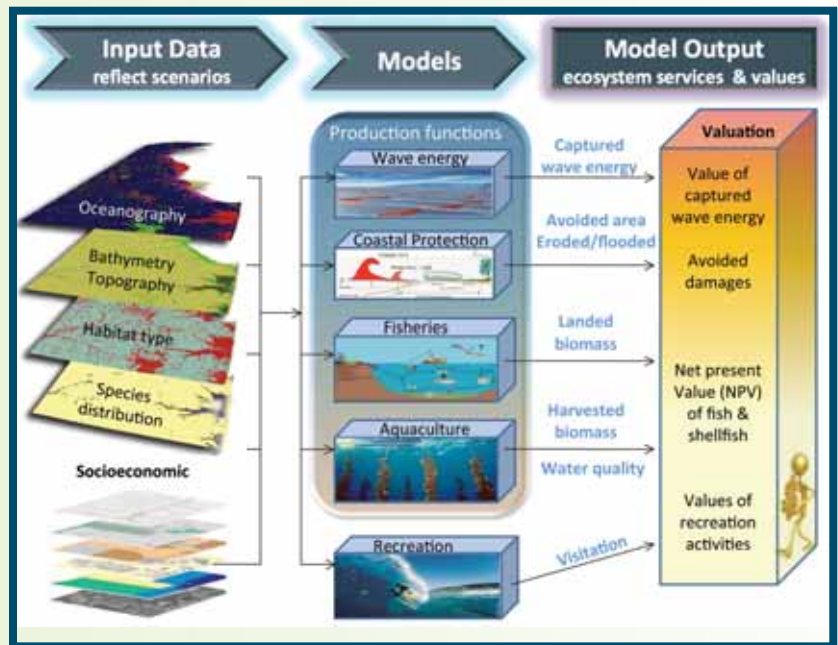 Input Data
reflect scenarios
Models
Model Output
ecosystem services & values
Oceanography
Bathymetry
Topography
Habitat type
Species
distribution
Socioeconomic
Production functions
Wave energy
Coastal Protection
Fisheries
Aquaculture
Recreation
Captured
wave energy
Avoided area
Eroded/flooded
Landed
biomass
Harvested
biomass
Water quality
Visitation
Valuation
Value of
captured
wave energy
Avoided
damages
Net present
Value (NPV)
of fish &
shellfish
Values of
recreation
activities